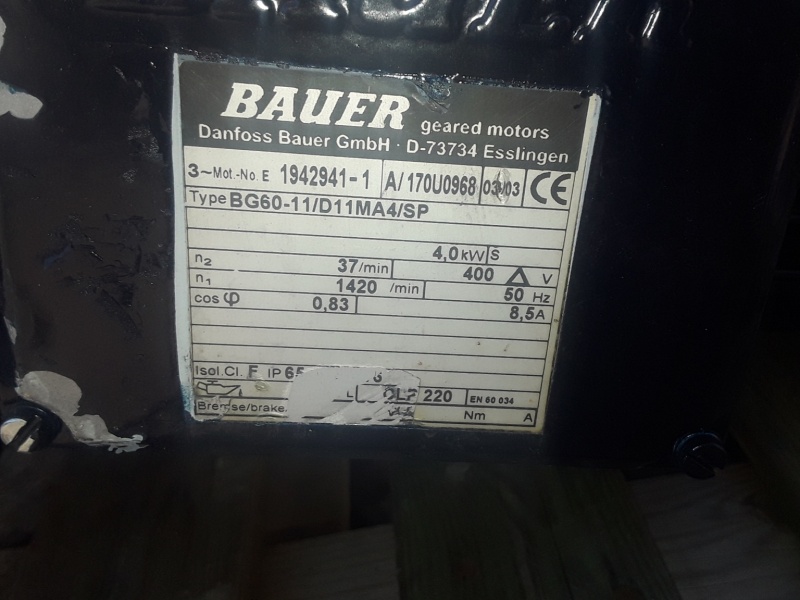 BAUER geared motors
Danfoss Bauer GmbH · D-73734 Esslingen
3~Mot.-No. E 1942941-1 A/170U0968 /03 CE
Type BG60-11/D11MA4/SP
4,0 kW S
n2 37/min 400 Δ V
n1 1420 /min 50 Hz
cos φ 0,83 8,5 A
Isol.Cl. F IP 65
220 EN 60 034
Bremse/brake Nm A